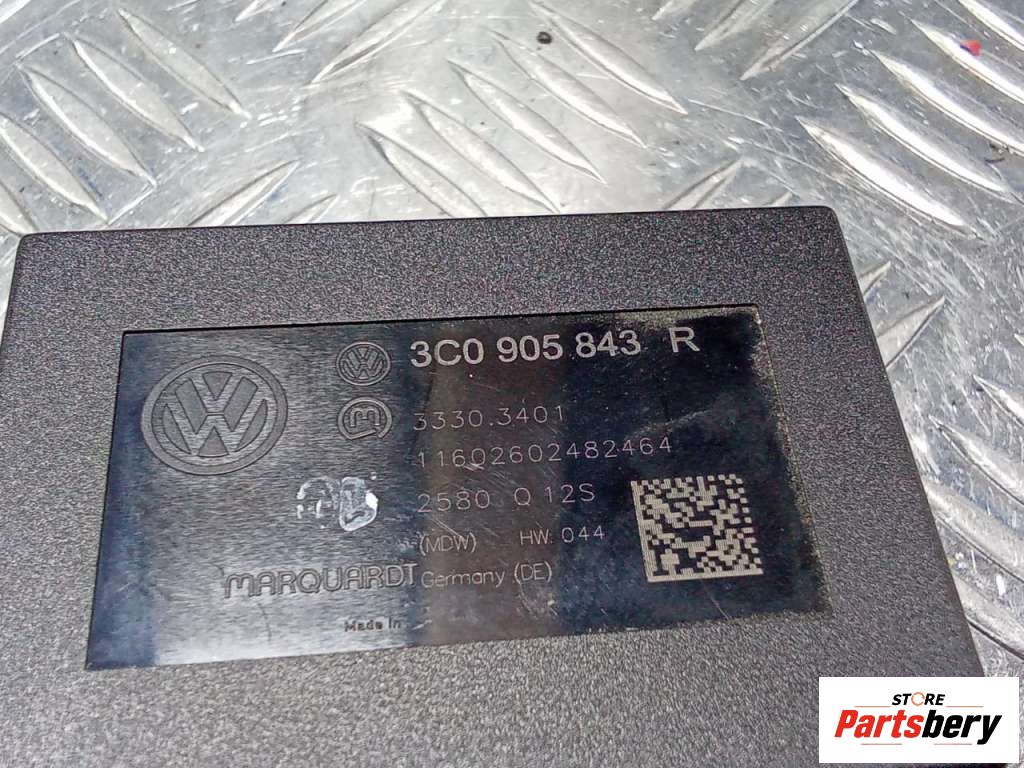 3C0 905 843 R
3330.3401
11602602482464
2580 Q 12S
(MDW) HW: 044
MARQUARDT Germany (DE)
Made in
STORE
Partsbery